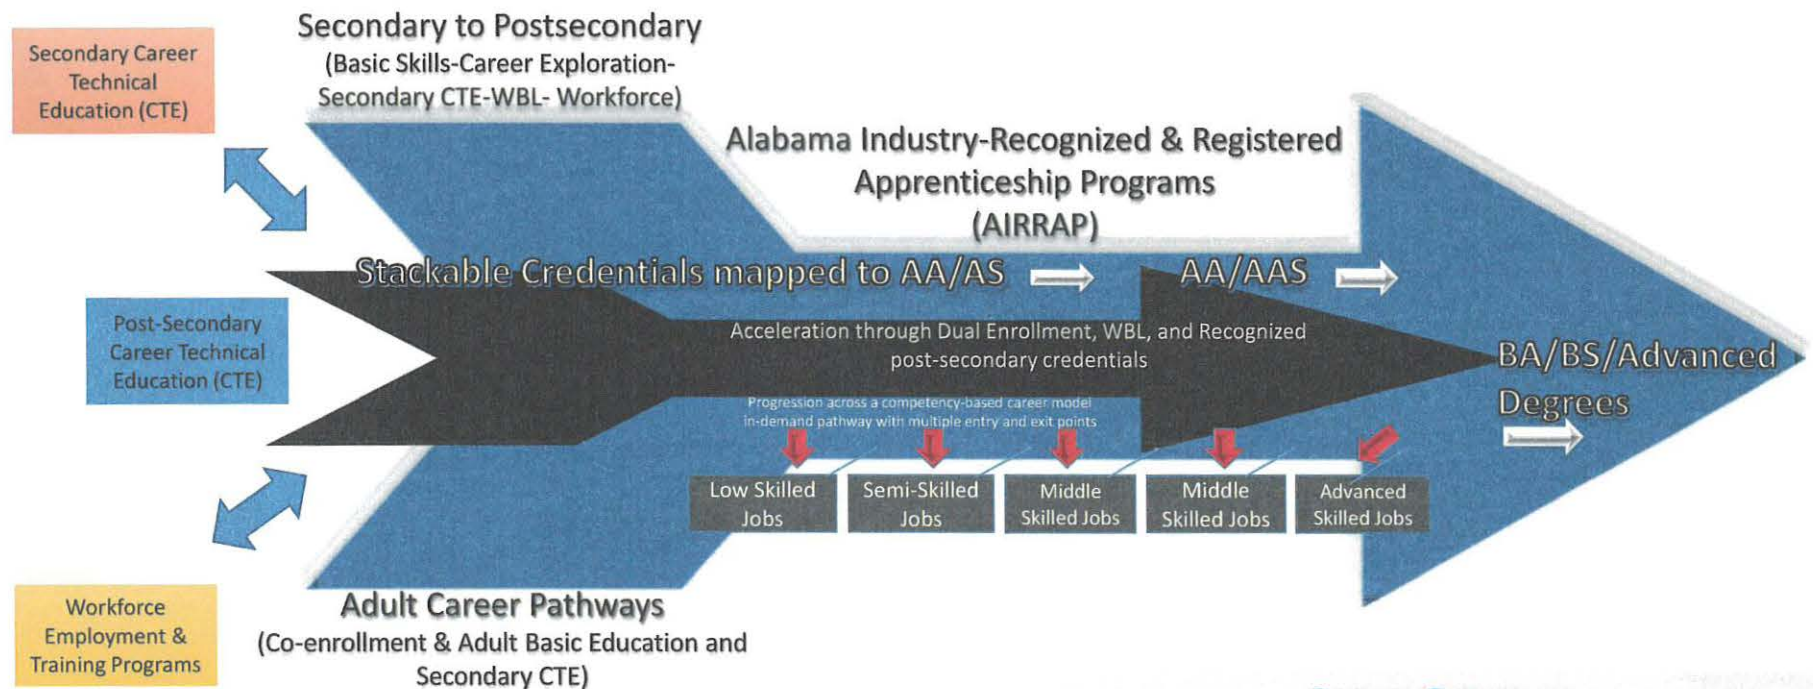 Secondary Career
Technical
Education (CTE)
Secondary to Postsecondary
(Basic Skills-Career Exploration-
Secondary CTE-WBL- Workforce)
Alabama Industry-Recognized & Registered
Apprenticeship Programs
(AIRRAP)
Stackable Credentials mapped to AA/AS
AA/AAS
Post-Secondary
Career Technical
Education (CTE)
Acceleration through Dual Enrollment, WBL, and Recognized
post-secondary credentials
BA/BS/Advanced
Degrees
Progression across a competency-based career model
in-demand pathway with multiple entry and exit points
Low Skilled
Jobs
Semi-Skilled
Jobs
Middle
Skilled Jobs
Middle
Skilled Jobs
Advanced
Skilled Jobs
Workforce
Employment &
Training Programs
Adult Career Pathways
(Co-enrollment & Adult Basic Education and
Secondary CTE)